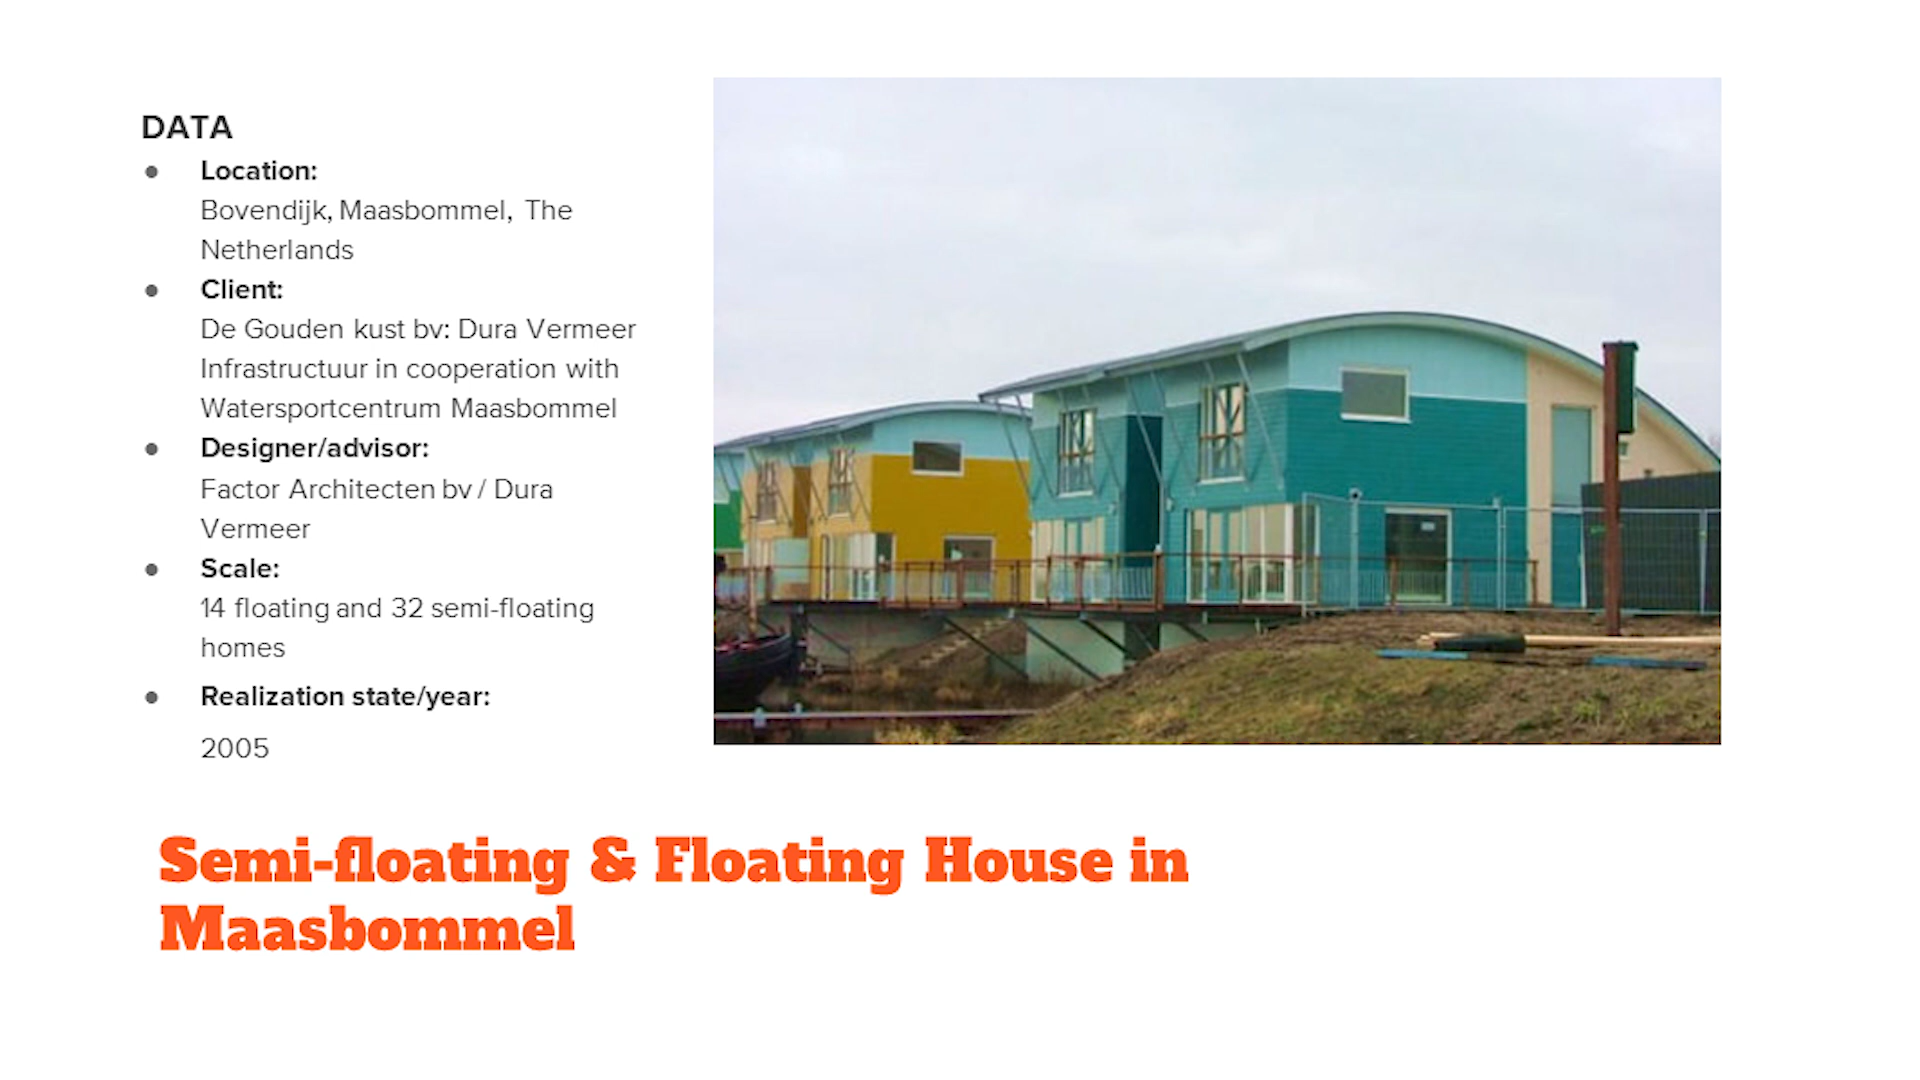 DATA
● Location:
Bovendijk, Maasbommel, The
Netherlands
● Client:
De Gouden kust bv: Dura Vermeer
Infrastructuur in cooperation with
Watersportcentrum Maasbommel
● Designer/advisor:
Factor Architecten bv / Dura
Vermeer
● Scale:
14 floating and 32 semi-floating
homes
● Realization state/year:
2005
Semi-floating & Floating House in
Maasbommel